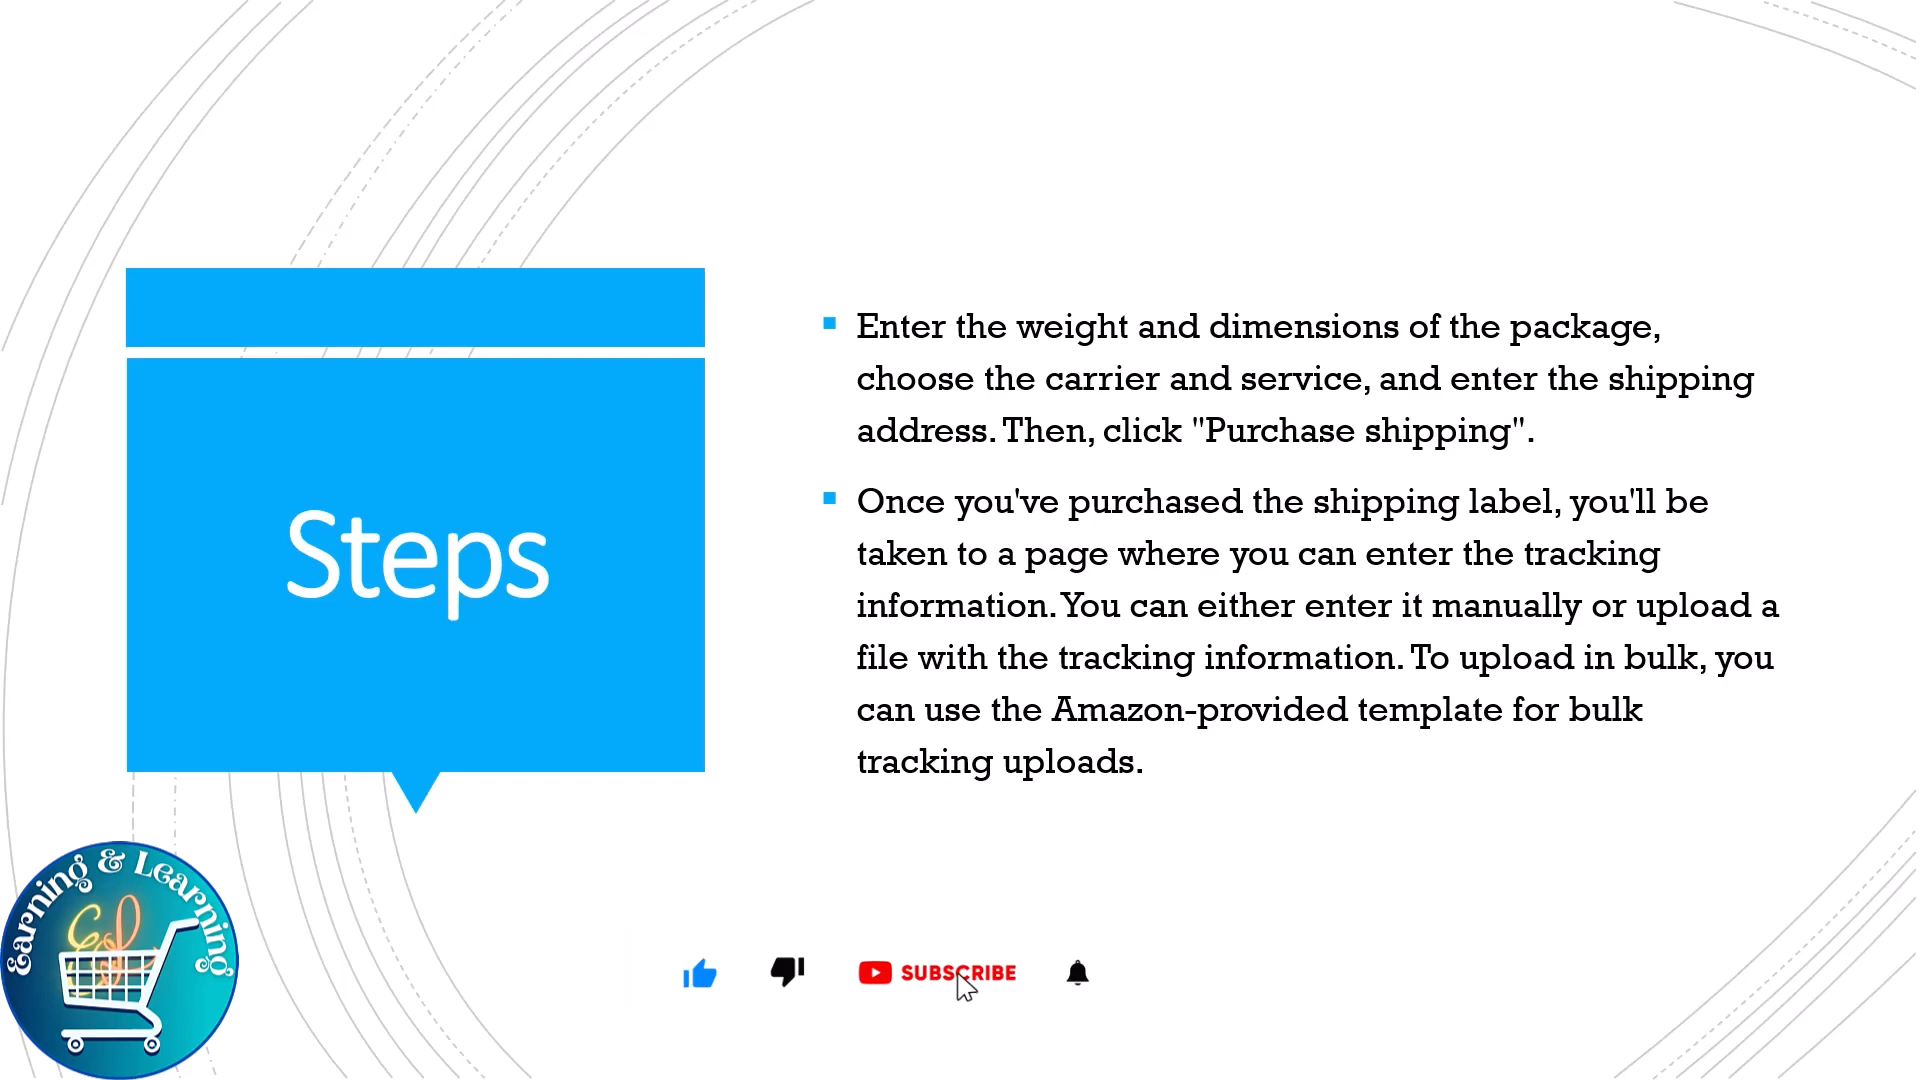 Steps
Enter the weight and dimensions of the package,
choose the carrier and service, and enter the shipping
address. Then, click "Purchase shipping".
Once you've purchased the shipping label, you'll be
taken to a page where you can enter the tracking
information. You can either enter it manually or upload a
file with the tracking information. To upload in bulk, you
can use the Amazon-provided template for bulk
tracking uploads.
Earning & Learning
SUBSCRIBE